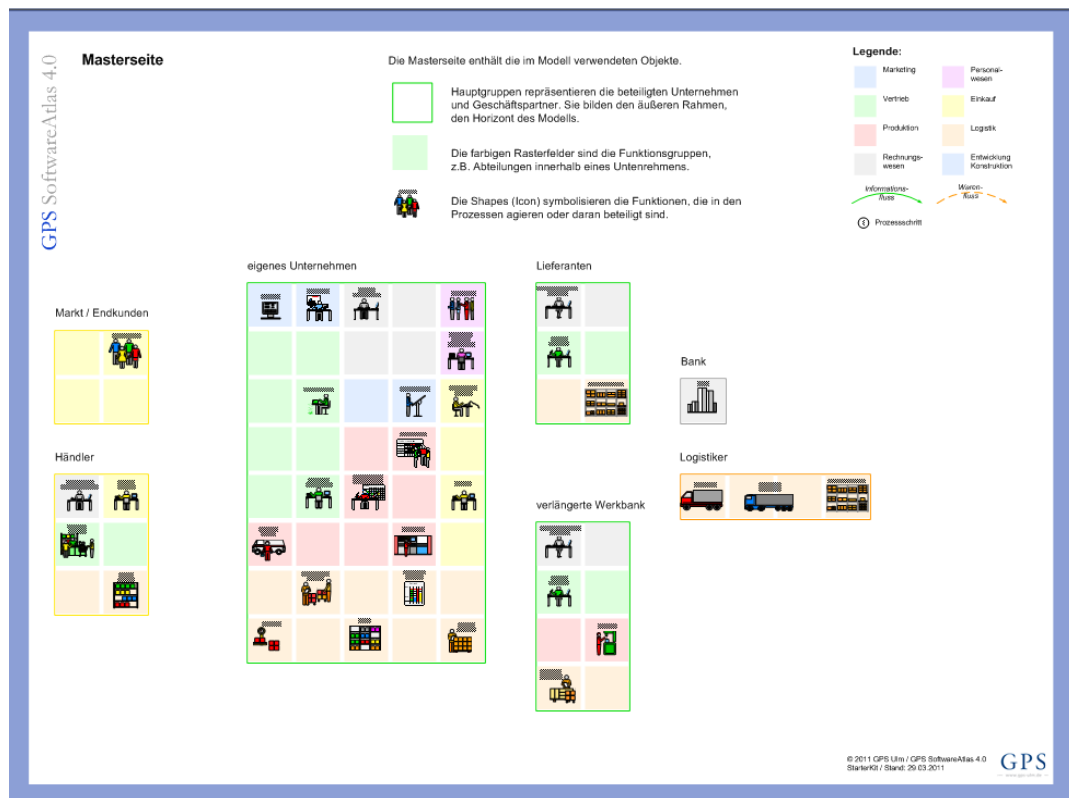 GPS SoftwareAtlas 4.0
Masterseite
Die Masterseite enthält die im Modell verwendeten Objekte.
Hauptgruppen repräsentieren die beteiligten Unternehmen
und Geschäftspartner. Sie bilden den äußeren Rahmen,
den Horizont des Modells.
Die farbigen Rasterfelder sind die Funktionsgruppen,
z.B. Abteilungen innerhalb eines Untenrehmens.
Die Shapes (Icon) symbolisieren die Funktionen, die in den
Prozessen agieren oder daran beteiligt sind.
Legende:
Marketing
Personal-
wesen
Vertrieb
Einkauf
Produktion
Logistik
Rechnungs-
wesen
Entwicklung
Konstruktion
Informations-
fluss
Waren-
fluss
Prozessschritt
eigenes Unternehmen
Lieferanten
Markt / Endkunden
Bank
Händler
Logistiker
verlängerte Werkbank
© 2011 GPS Ulm / GPS SoftwareAtlas 4.0
StarterKit / Stand: 29.03.2011
GPS